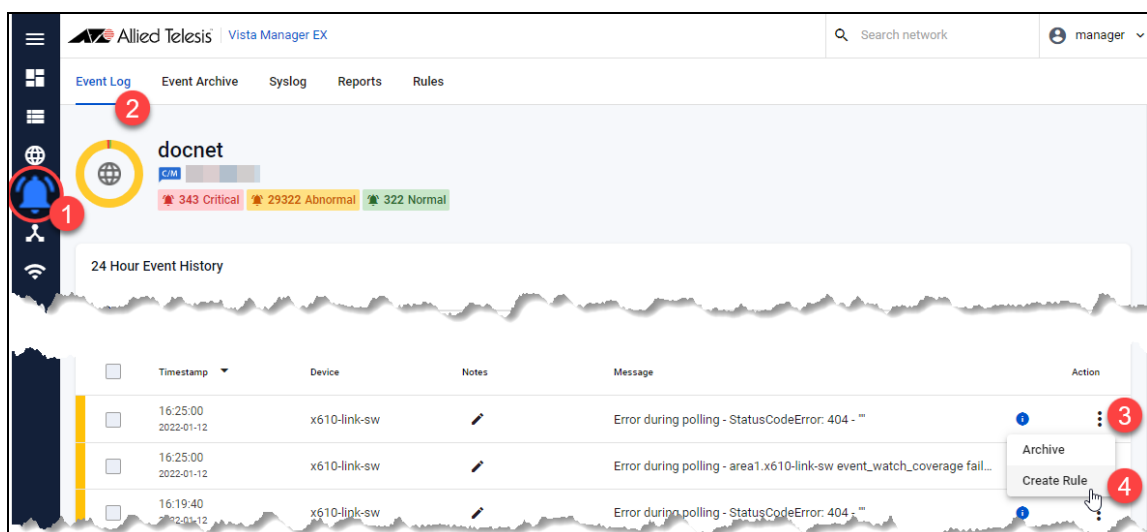 Allied Telesis Vista Manager EX
Search network
manager
Event Log Event Archive Syslog Reports Rules
2
docnet
C/M
1
343 Critical 29322 Abnormal 322 Normal
24 Hour Event History
Timestamp Device Notes Message Action
16:25:00
2022-01-12
x610-link-sw
Error during polling - StatusCodeError: 404 - ""
3
Archive
Create Rule
4
16:25:00
2022-01-12
x610-link-sw
Error during polling - area1.x610-link-sw event_watch_coverage fail...
16:19:40
2022-01-12
x610-link-sw
Error during polling - StatusCodeError: 404 - ""